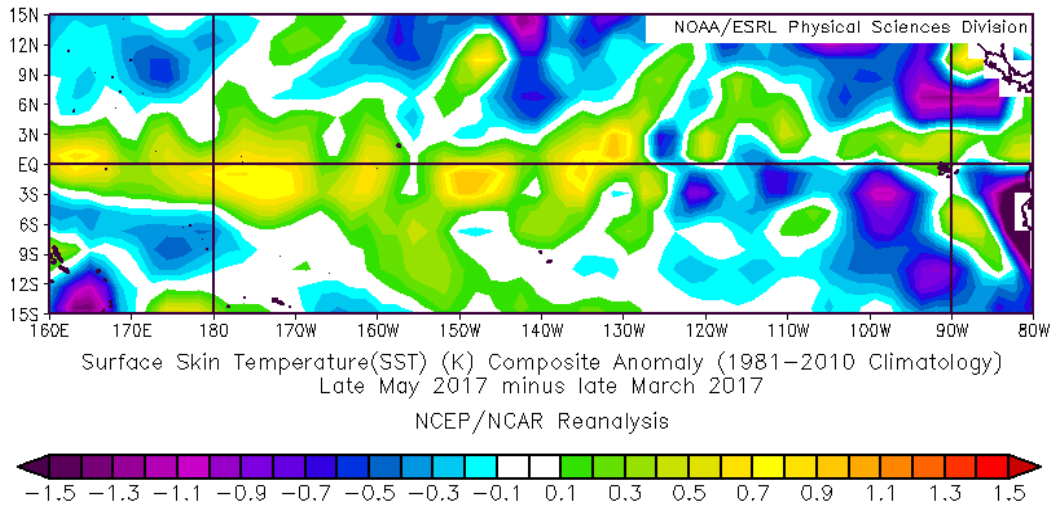 15N
NOAA/ESRL Physical Sciences Division
12N
9N
6N
3N
EQ
3S
6S
9S
12S
15S
160E 170E 180 170W 160W 150W 140W 130W 120W 110W 100W 90W 80W
Surface Skin Temperature(SST) (K) Composite Anomaly (1981-2010 Climatology)
Late May 2017 minus late March 2017
NCEP/NCAR Reanalysis
-1.5 -1.3 -1.1 -0.9 -0.7 -0.5 -0.3 -0.1 0.1 0.3 0.5 0.7 0.9 1.1 1.3 1.5